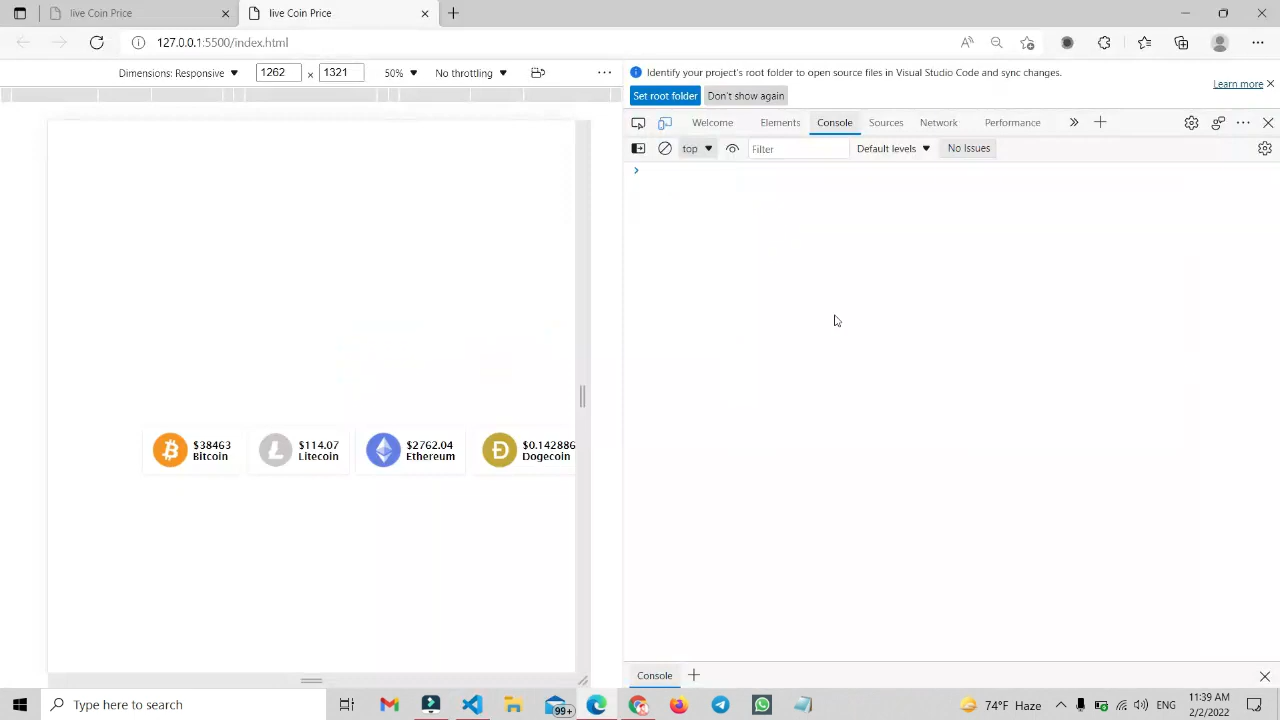 live Coin Price
live Coin Price
127.0.0.1:5500/index.html
Dimensions: Responsive 1262 x 1321 50% No throttling
Identify your project's root folder to open source files in Visual Studio Code and sync changes.
Learn more
Set root folder Don't show again
Welcome Elements Console Sources Network Performance
top Filter Default levels No Issues
$38463
Bitcoin
$114.07
Litecoin
$2762.04
Ethereum
$0.142886
Dogecoin
Console
Type here to search
99+
74°F Haze
ENG
11:39 AM
2/2/2022